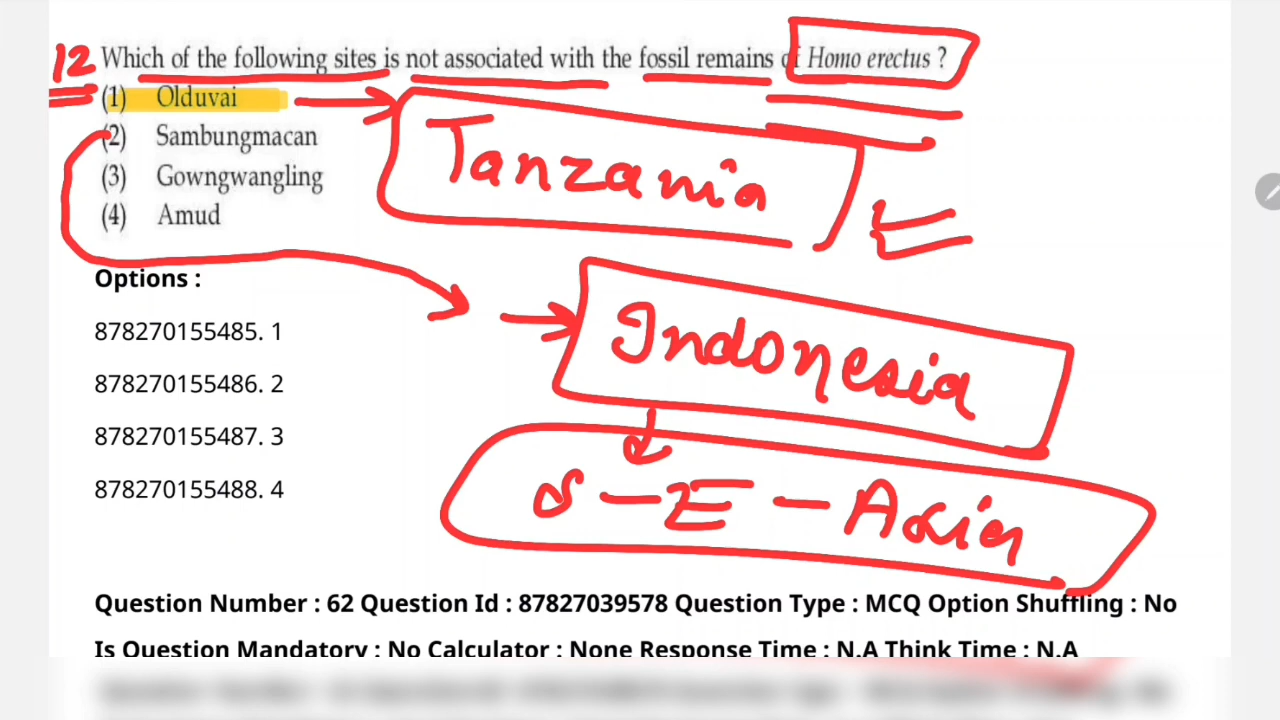 12 Which of the following sites is not associated with the fossil remains of Homo erectus ?
(1) Olduvai
Tanzania
(2) Sambungmacan
(3) Gowngwangling
(4) Amud
Options :
878270155485. 1
Indonesia
878270155486. 2
878270155487. 3
878270155488. 4
S-E-Asia
Question Number : 62 Question Id : 87827039578 Question Type : MCQ Option Shuffling : No
Is Question Mandatory : No Calculator : None Response Time : N.A Think Time : N.A